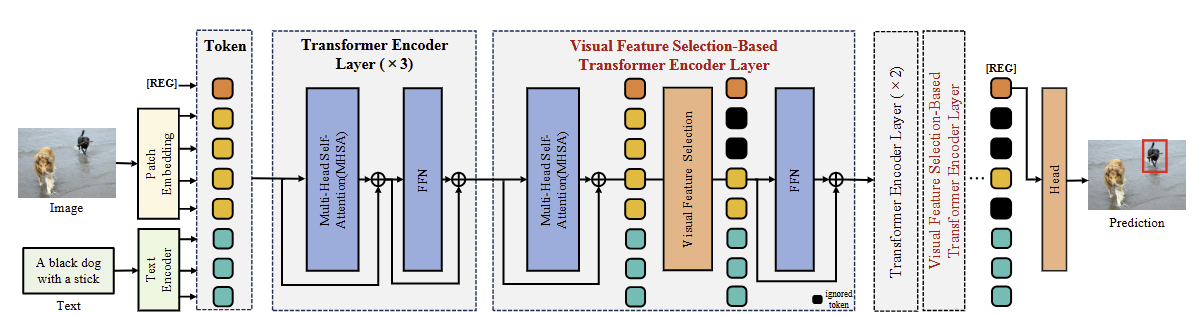 Token
[REG]
Patch
Embedding
Image
A black dog
with a stick
Text
Text
Encoder
Transformer Encoder
Layer (×3)
Multi-Head Self-
Attention(MHSA)
FFN
Visual Feature Selection-Based
Transformer Encoder Layer
Multi-Head Self-
Attention(MHSA)
Visual Feature Selection
FFN
ignored
token
Transformer Encoder Layer (×2)
Visual Feature Selection-Based
Transformer Encoder Layer
...
[REG]
Head
Prediction